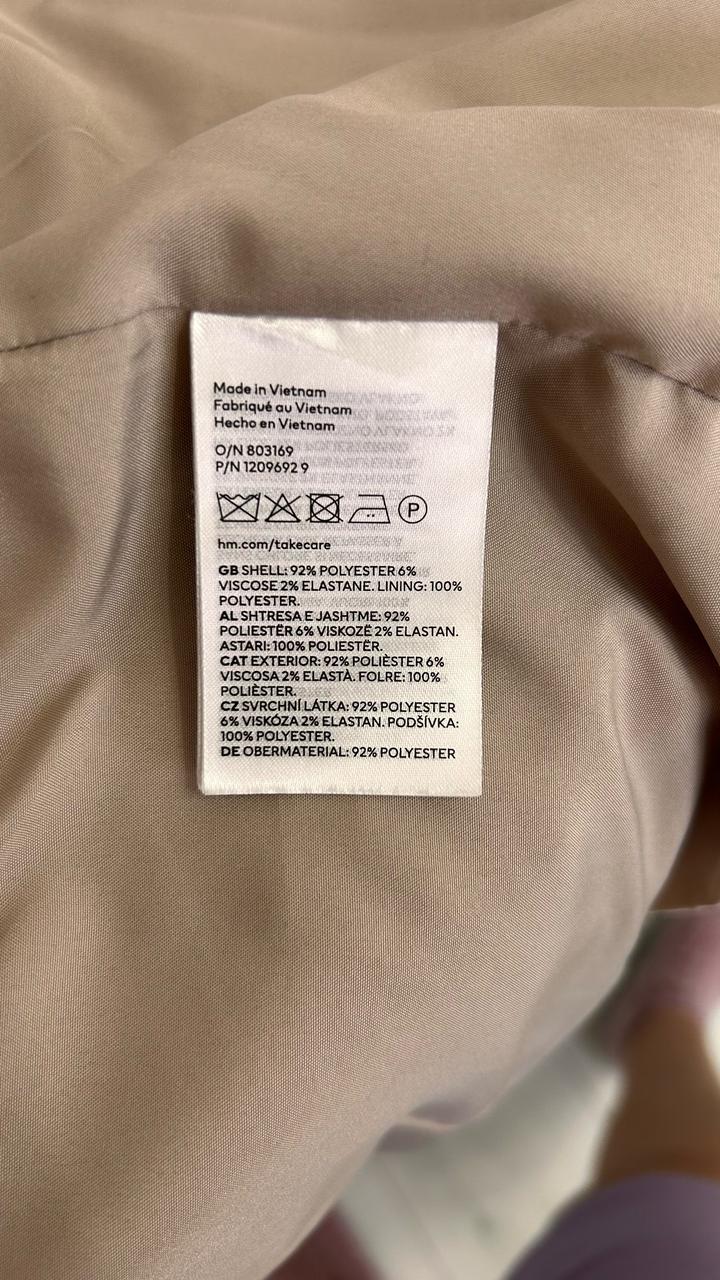 Made in Vietnam
Fabriqué au Vietnam
Hecho en Vietnam
O/N 803169
P/N 1209692 9
P
hm.com/takecare
GB SHELL: 92% POLYESTER 6%
VISCOSE 2% ELASTANE. LINING: 100%
POLYESTER.
AL SHTRESA E JASHTME: 92%
POLIESTËR 6% VISKOZË 2% ELASTAN.
ASTARI: 100% POLIESTËR.
CAT EXTERIOR: 92% POLIÈSTER 6%
VISCOSA 2% ELASTÀ. FOLRE: 100%
POLIÈSTER.
CZ SVRCHNÍ LÁTKA: 92% POLYESTER
6% VISKÓZA 2% ELASTAN. PODŠÍVKA:
100% POLYESTER.
DE OBERMATERIAL: 92% POLYESTER